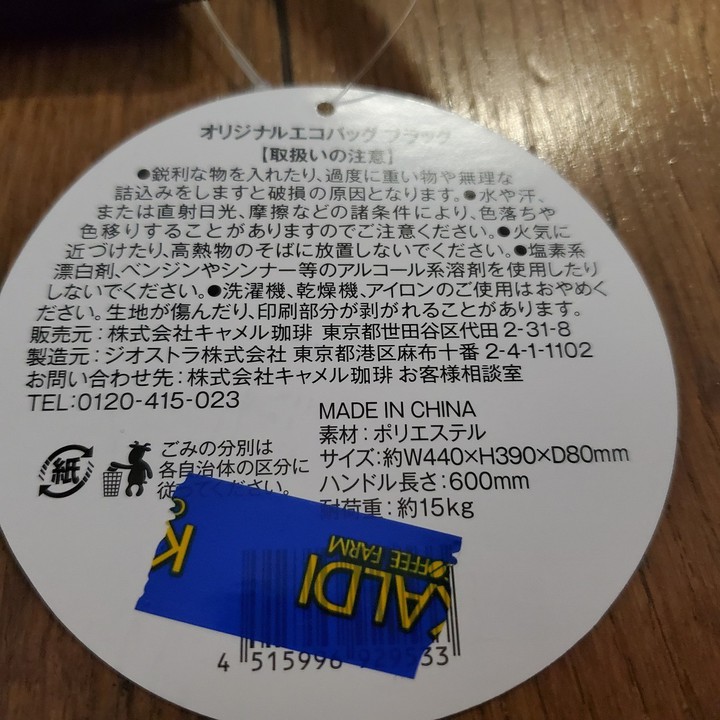 オリジナルエコバッグ ブラック
【取扱いの注意】
●鋭利な物を入れたり、過度に重い物や無理な
詰込みをしますと破損の原因となります。●水や汗、
または直射日光、摩擦などの諸条件により、色落ちや
色移りすることがありますのでご注意ください。●火気に
近づけたり、高熱物のそばに放置しないでください。●塩素系
漂白剤、ベンジンやシンナー等のアルコール系溶剤を使用したり
しないでください。●洗濯機、乾燥機、アイロンのご使用はおやめく
ださい。生地が傷んだり、印刷部分が剥がれることがあります。
販売元:株式会社キャメル珈琲 東京都世田谷区代田2-31-8
製造元:ジオストラ株式会社 東京都港区麻布十番2-4-1-1102
お問い合わせ先:株式会社キャメル珈琲 お客様相談室
TEL:0120-415-023
紙
ごみの分別は
各自治体の区分に
従ってください。
MADE IN CHINA
素材:ポリエステル
サイズ:約W440×H390×D80mm
ハンドル長さ:600mm
耐荷重:約15kg
KALDI
COFFEE FARM
K
4 515996 929533